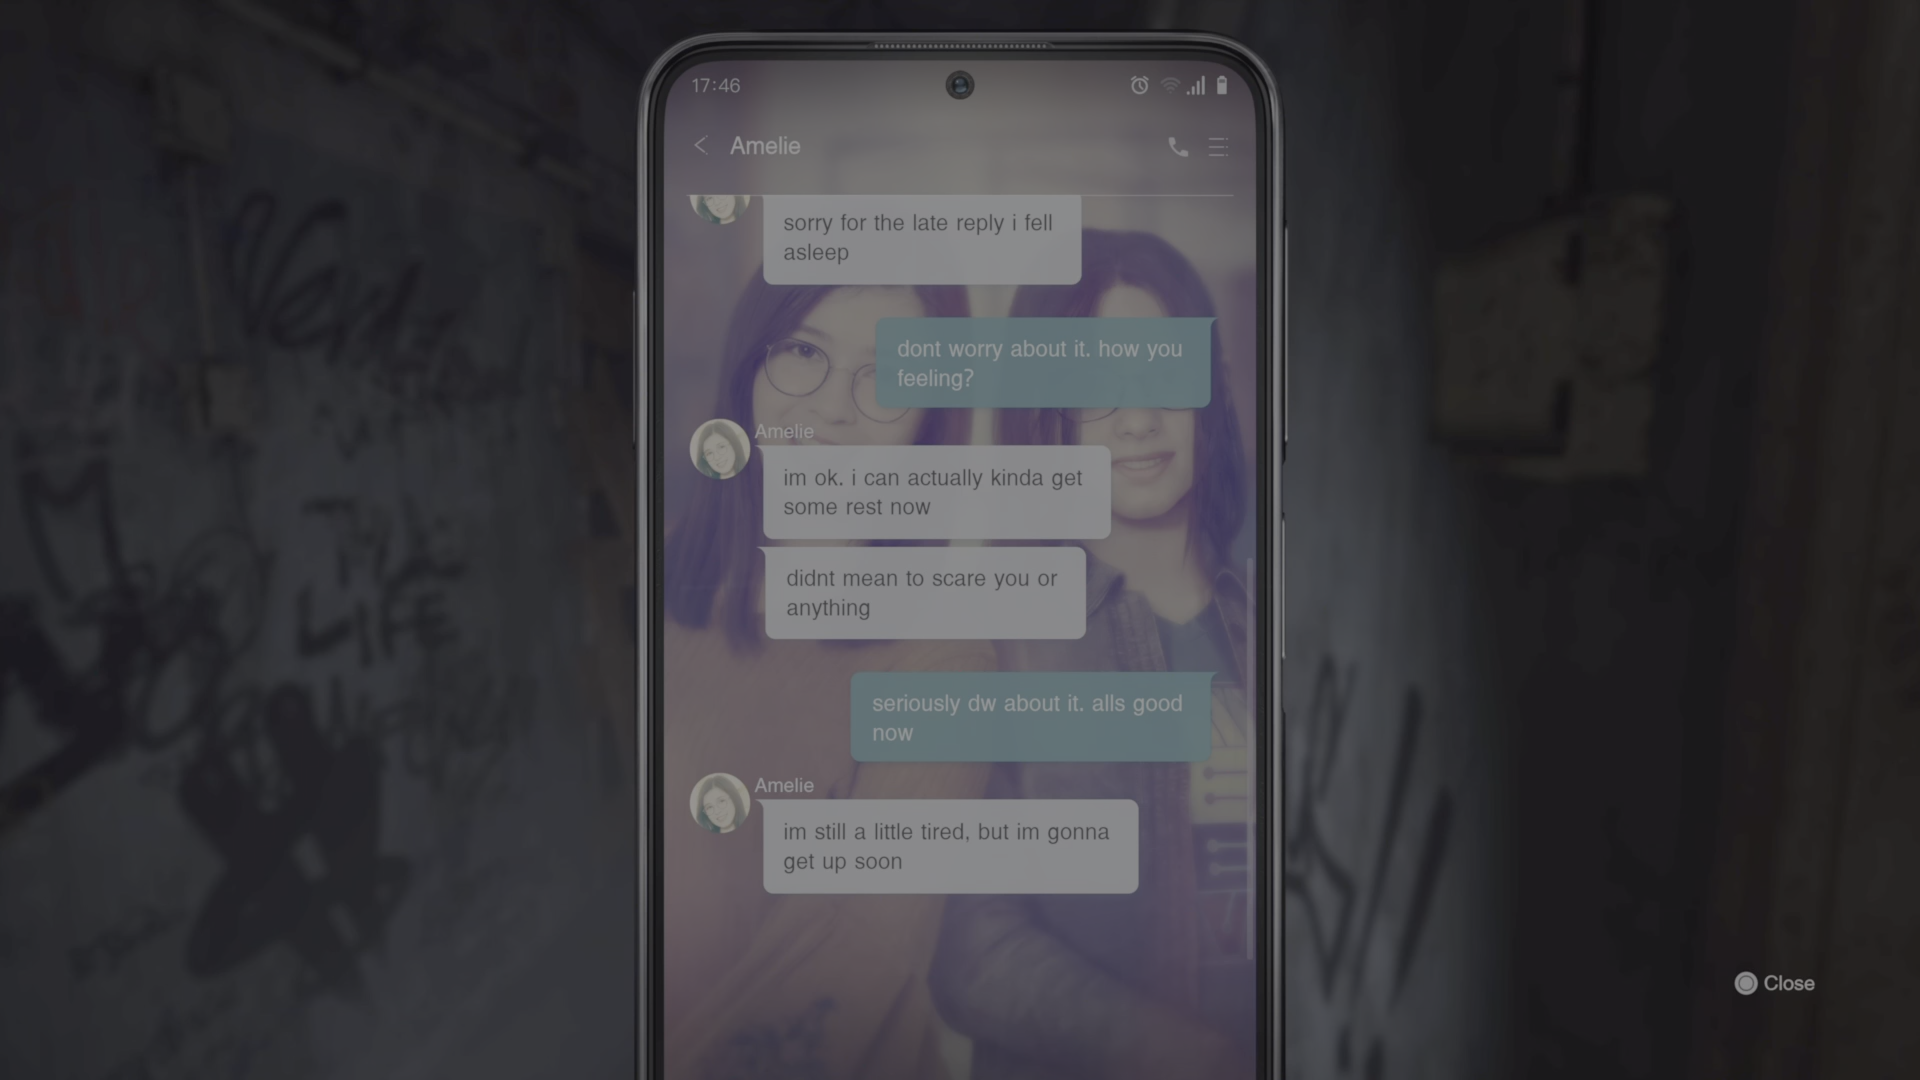 17:46
Amelie
sorry for the late reply i fell
asleep
dont worry about it. how you
feeling?
Amelie
im ok. i can actually kinda get
some rest now
didnt mean to scare you or
anything
seriously dw about it. alls good
now
Amelie
im still a little tired, but im gonna
get up soon
THE
LIFE
Close